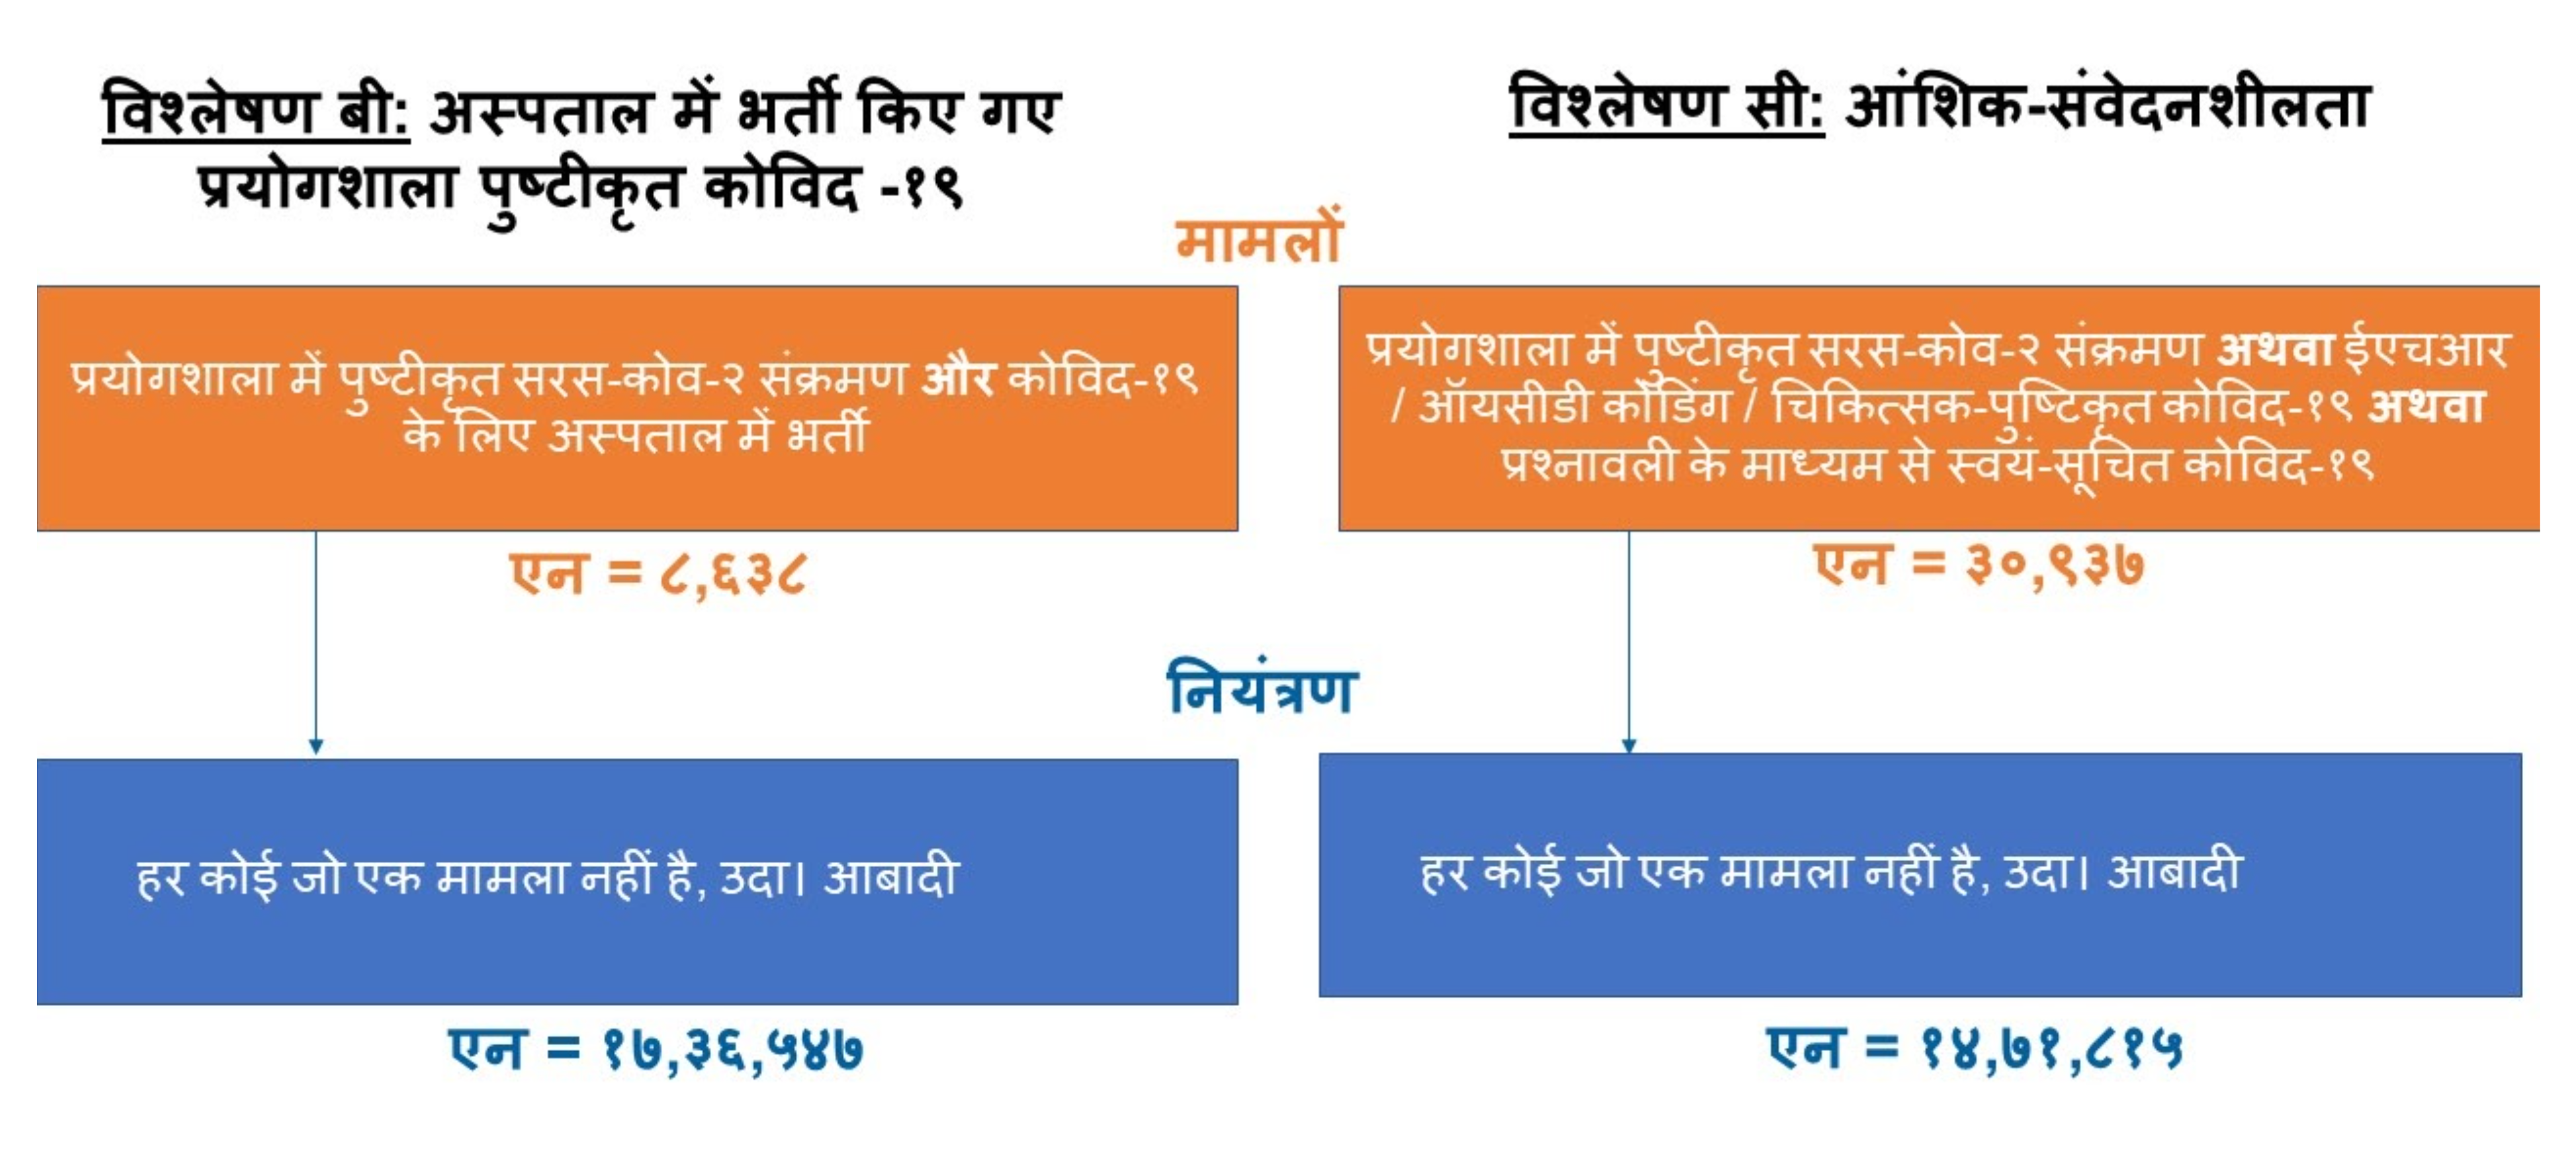 विश्लेषण बी: अस्पताल में भर्ती किए गए
प्रयोगशाला पुष्टीकृत कोविद -१९
विश्लेषण सी: आंशिक-संवेदनशीलता
मामलों
प्रयोगशाला में पुष्टीकृत सरस-कोव-२ संक्रमण और कोविद-१९
के लिए अस्पताल में भर्ती
एन = ८,६३८
प्रयोगशाला में पुष्टीकृत सरस-कोव-२ संक्रमण अथवा ईएचआर
/ ऑयसीडी कोडिंग / चिकित्सक-पुष्टिकृत कोविद-१९ अथवा
प्रश्नावली के माध्यम से स्वयं-सूचित कोविद-१९
एन = ३०,९३७
नियंत्रण
हर कोई जो एक मामला नहीं है, उदा। आबादी
एन = १७,३६,५४७
हर कोई जो एक मामला नहीं है, उदा। आबादी
एन = १४,७१,८१५